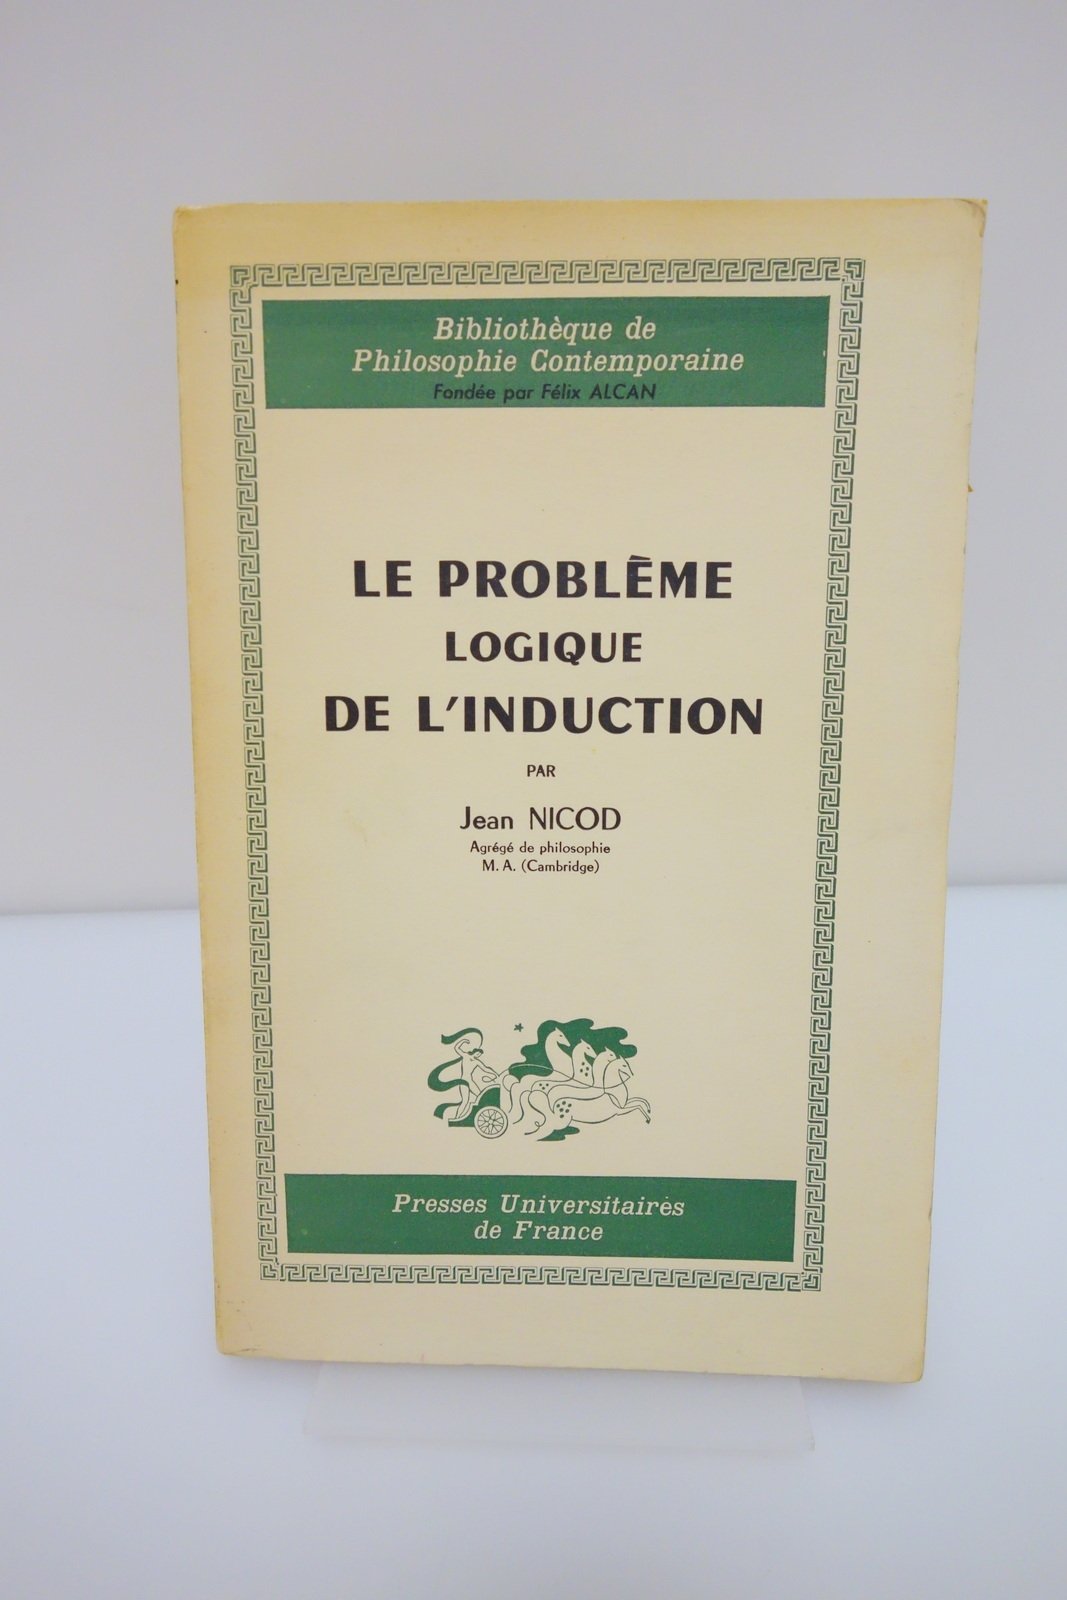 Bibliothèque de
Philosophie Contemporaine
Fondée par Félix ALCAN
LE PROBLÈME
LOGIQUE
DE L'INDUCTION
PAR
Jean NICOD
Agrégé de philosophie
M. A. (Cambridge)
Presses Universitaires
de France